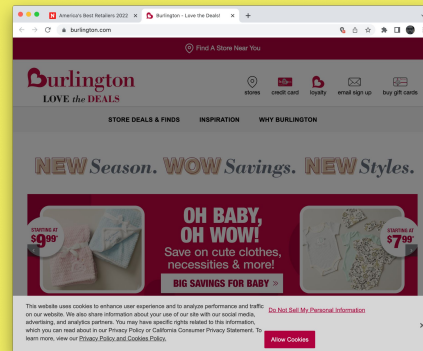 America's Best Retailers 2022
Burlington - Love the Deals!
burlington.com
Find A Store Near You
Burlington
LOVE the DEALS
stores
credit card
loyalty
email sign up
buy gift cards
STORE DEALS & FINDS
INSPIRATION
WHY BURLINGTON
NEW Season. WOW Savings. NEW Styles.
STARTING AT
$9.99*
OH BABY,
OH WOW!
Save on cute clothes,
necessities & more!
BIG SAVINGS FOR BABY »
STARTING AT
$7.99*
This website uses cookies to enhance user experience and to analyze performance and traffic
on our website. We also share information about your use of our site with our social media,
advertising, and analytics partners. You may have specific rights related to this information,
which you can read about in our Privacy Policy or California Consumer Privacy Statement. To
learn more, view our Privacy Policy and Cookies Policy.
Do Not Sell My Personal Information
Allow Cookies